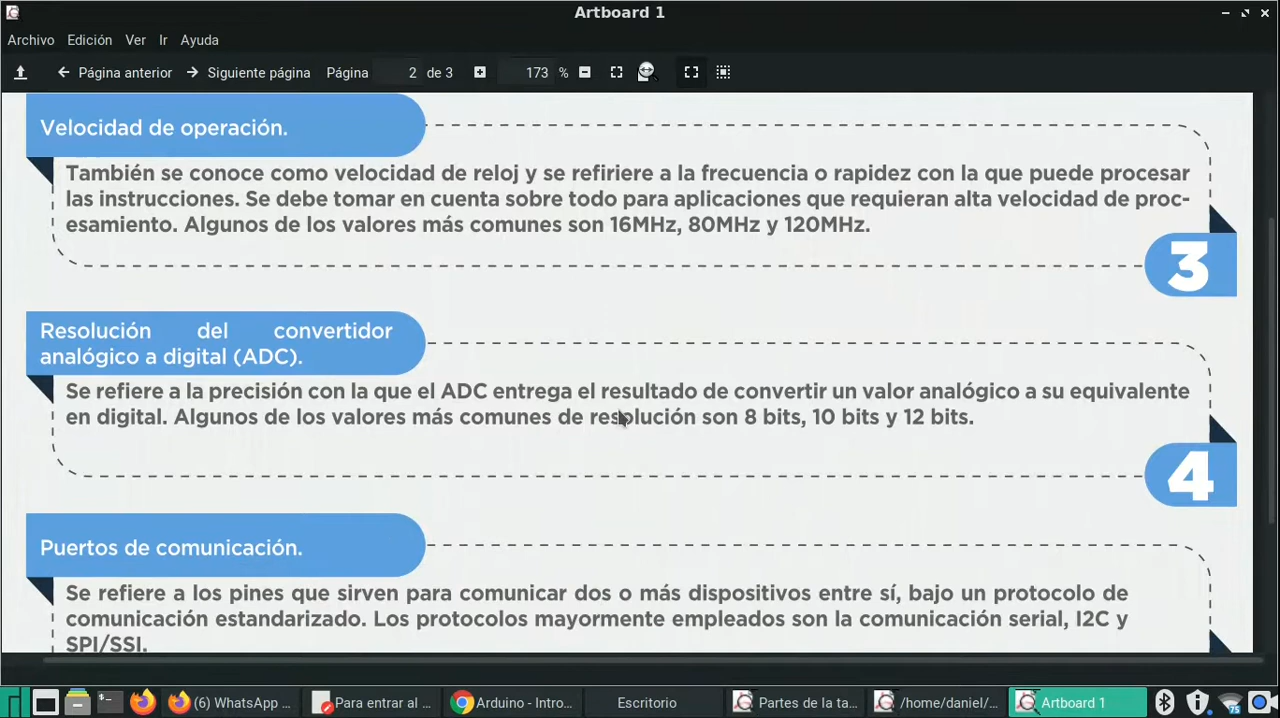 Artboard 1
Archivo Edición Ver Ir Ayuda
Página anterior Siguiente página Página 2 de 3 173 %
Velocidad de operación.
También se conoce como velocidad de reloj y se refiriere a la frecuencia o rapidez con la que puede procesar
las instrucciones. Se debe tomar en cuenta sobre todo para aplicaciones que requieran alta velocidad de proc-
esamiento. Algunos de los valores más comunes son 16MHz, 80MHz y 120MHz.
3
Resolución del convertidor
analógico a digital (ADC).
Se refiere a la precisión con la que el ADC entrega el resultado de convertir un valor analógico a su equivalente
en digital. Algunos de los valores más comunes de resolución son 8 bits, 10 bits y 12 bits.
4
Puertos de comunicación.
Se refiere a los pines que sirven para comunicar dos o más dispositivos entre sí, bajo un protocolo de
comunicación estandarizado. Los protocolos mayormente empleados son la comunicación serial, I2C y
SPI/SSI.
(6) WhatsApp ... Para entrar al ... Arduino - Intro... Escritorio Partes de la ta... /home/daniel/... Artboard 1 75